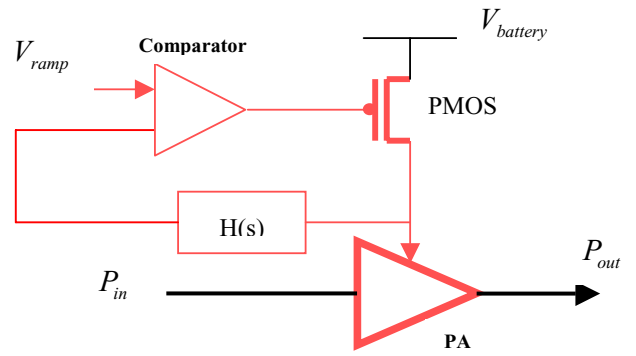 V_battery
Comparator
V_ramp
PMOS
H(s)
P_in
P_out
PA